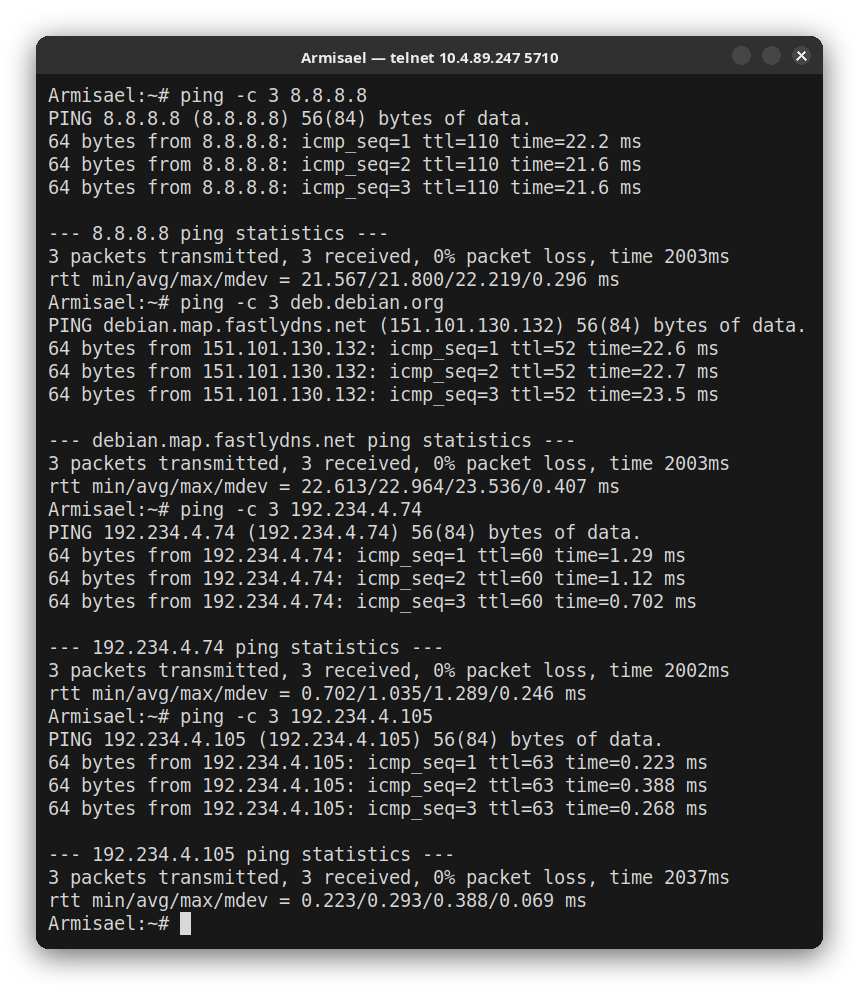 Armisael — telnet 10.4.89.247 5710
Armisael:~# ping -c 3 8.8.8.8
PING 8.8.8.8 (8.8.8.8) 56(84) bytes of data.
64 bytes from 8.8.8.8: icmp_seq=1 ttl=110 time=22.2 ms
64 bytes from 8.8.8.8: icmp_seq=2 ttl=110 time=21.6 ms
64 bytes from 8.8.8.8: icmp_seq=3 ttl=110 time=21.6 ms

--- 8.8.8.8 ping statistics ---
3 packets transmitted, 3 received, 0% packet loss, time 2003ms
rtt min/avg/max/mdev = 21.567/21.800/22.219/0.296 ms
Armisael:~# ping -c 3 deb.debian.org
PING debian.map.fastlydns.net (151.101.130.132) 56(84) bytes of data.
64 bytes from 151.101.130.132: icmp_seq=1 ttl=52 time=22.6 ms
64 bytes from 151.101.130.132: icmp_seq=2 ttl=52 time=22.7 ms
64 bytes from 151.101.130.132: icmp_seq=3 ttl=52 time=23.5 ms

--- debian.map.fastlydns.net ping statistics ---
3 packets transmitted, 3 received, 0% packet loss, time 2003ms
rtt min/avg/max/mdev = 22.613/22.964/23.536/0.407 ms
Armisael:~# ping -c 3 192.234.4.74
PING 192.234.4.74 (192.234.4.74) 56(84) bytes of data.
64 bytes from 192.234.4.74: icmp_seq=1 ttl=60 time=1.29 ms
64 bytes from 192.234.4.74: icmp_seq=2 ttl=60 time=1.12 ms
64 bytes from 192.234.4.74: icmp_seq=3 ttl=60 time=0.702 ms

--- 192.234.4.74 ping statistics ---
3 packets transmitted, 3 received, 0% packet loss, time 2002ms
rtt min/avg/max/mdev = 0.702/1.035/1.289/0.246 ms
Armisael:~# ping -c 3 192.234.4.105
PING 192.234.4.105 (192.234.4.105) 56(84) bytes of data.
64 bytes from 192.234.4.105: icmp_seq=1 ttl=63 time=0.223 ms
64 bytes from 192.234.4.105: icmp_seq=2 ttl=63 time=0.388 ms
64 bytes from 192.234.4.105: icmp_seq=3 ttl=63 time=0.268 ms

--- 192.234.4.105 ping statistics ---
3 packets transmitted, 3 received, 0% packet loss, time 2037ms
rtt min/avg/max/mdev = 0.223/0.293/0.388/0.069 ms
Armisael:~#